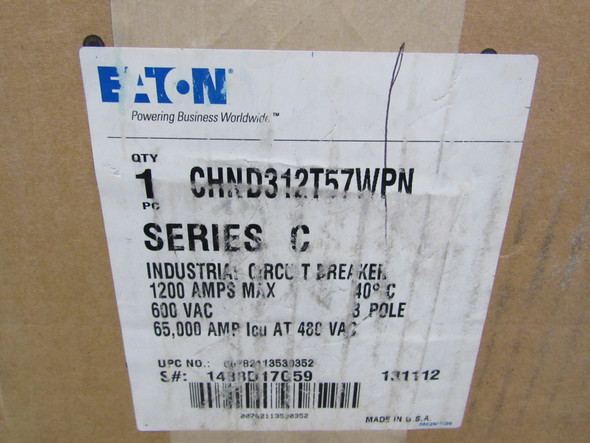 EATON
Powering Business Worldwide™
QTY
1 CHND312T57WPN
PC
SERIES C
INDUSTRIAL CIRCUIT BREAKER
1200 AMPS MAX 40° C
600 VAC 3 POLE
65,000 AMP Icu AT 480 VAC
UPC NO.:
S#: 131112
MADE IN U.S.A.